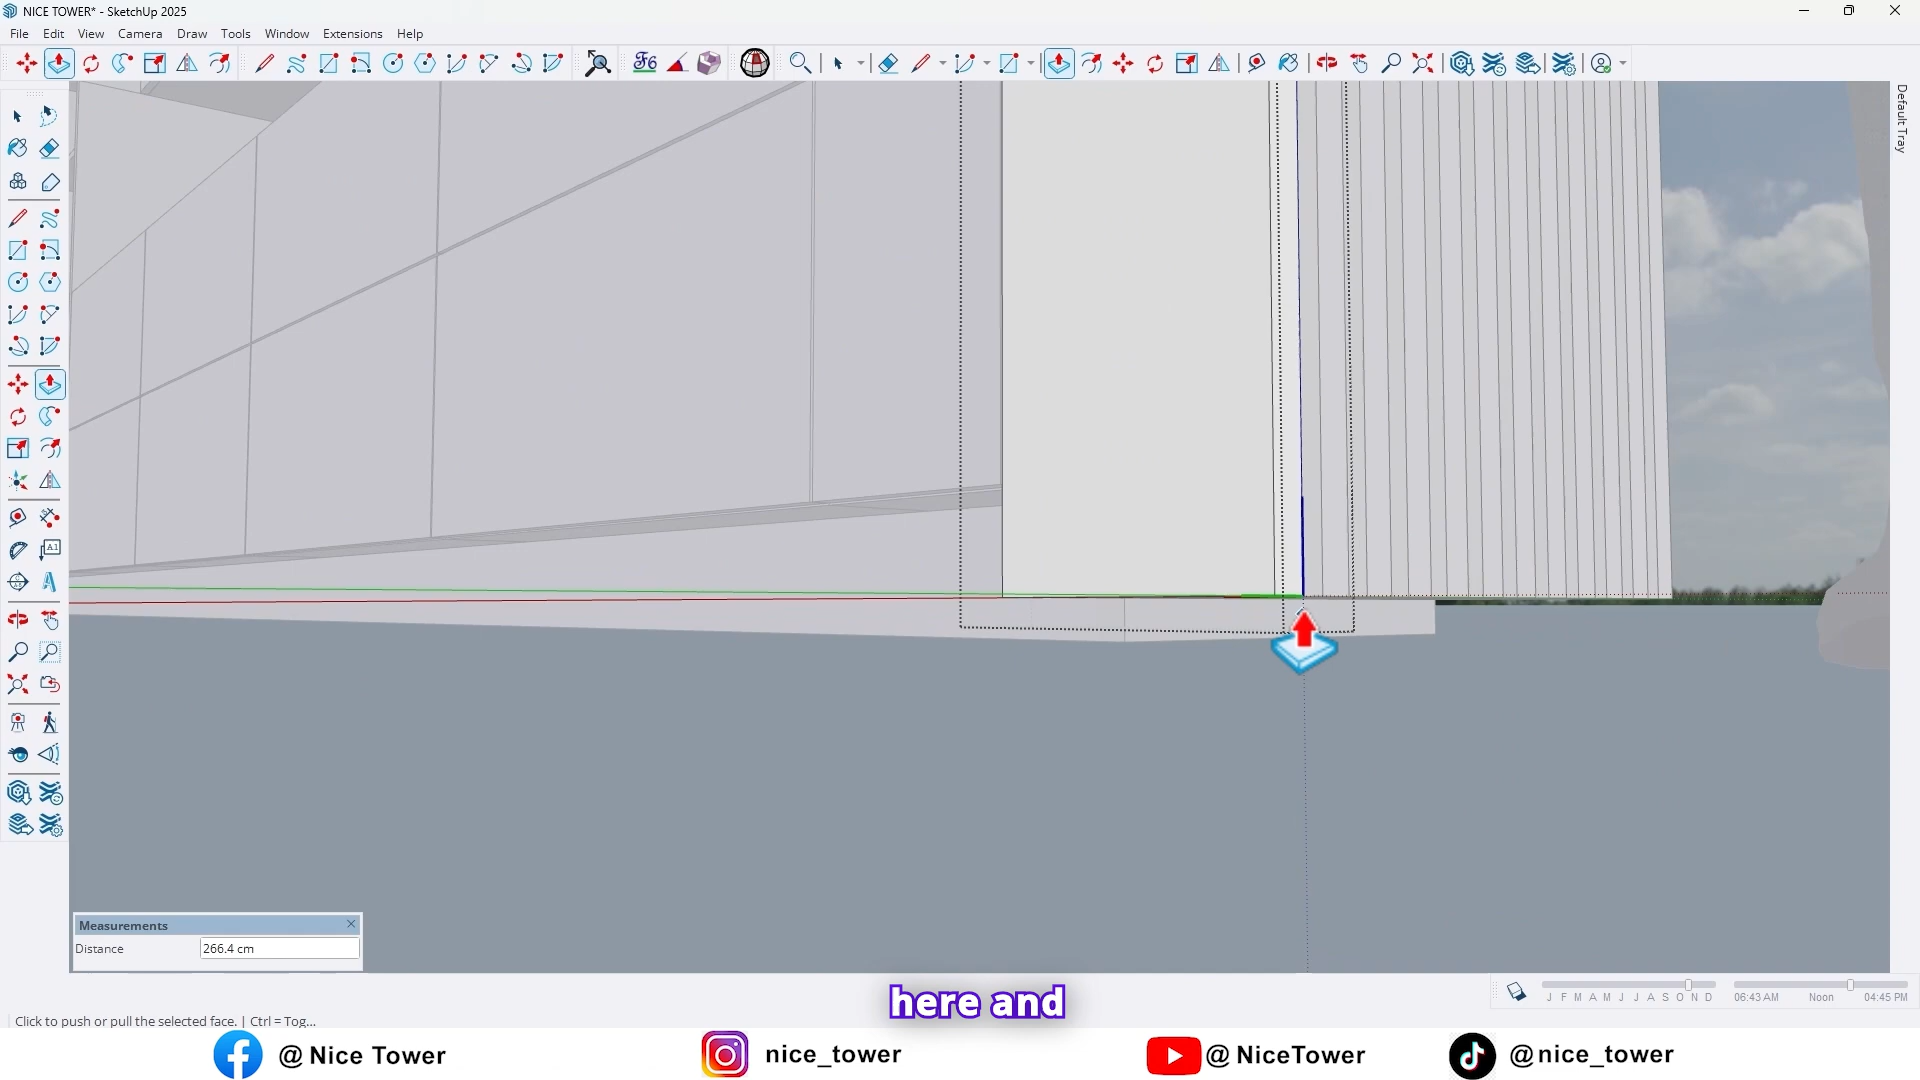 NICE TOWER* - SketchUp 2025
File Edit View Camera Draw Tools Window Extensions Help
Default Tray
A1
Measurements
Distance 266.4 cm
J F M A M J J A S O N D 06:43 AM Noon 04:45 PM
here and
Click to push or pull the selected face. | Ctrl = Tog...
@ Nice Tower nice_tower @ NiceTower @nice_tower